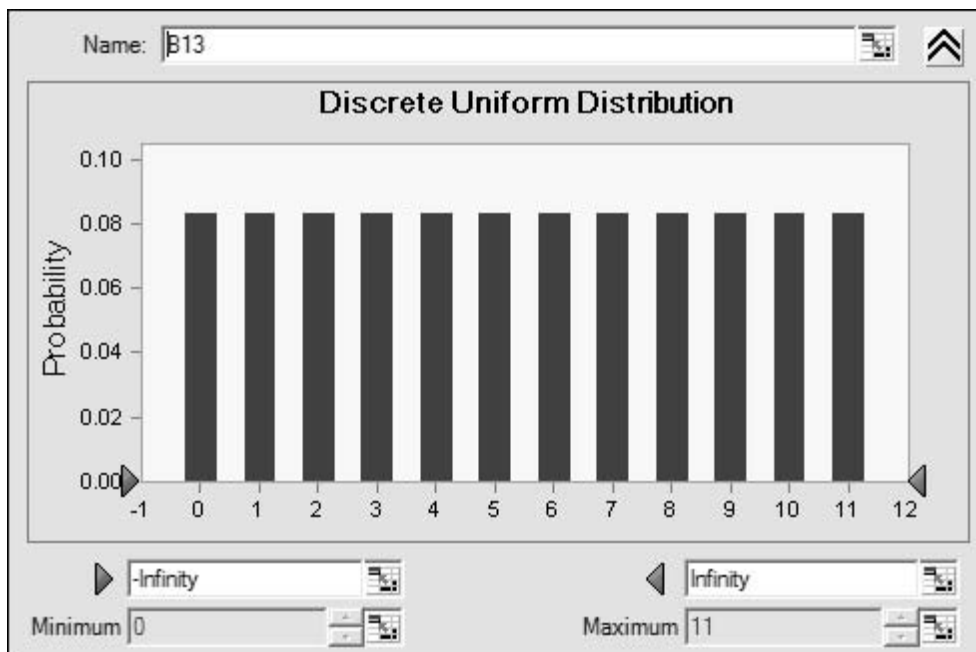 Name: B13
Discrete Uniform Distribution
Probability
0.10
0.08
0.06
0.04
0.02
0.00
-1 0 1 2 3 4 5 6 7 8 9 10 11 12
-Infinity Infinity
Minimum 0 Maximum 11